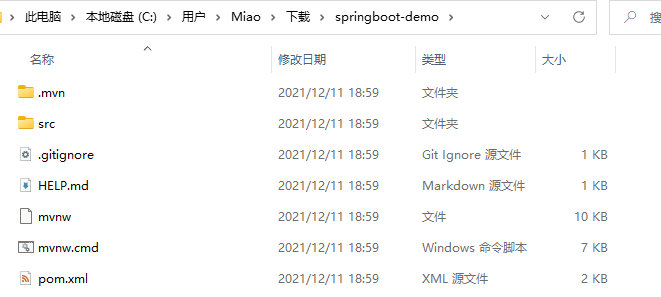 此电脑 > 本地磁盘 (C:) > 用户 > Miao > 下载 > springboot-demo >
名称 修改日期 类型 大小
.mvn 2021/12/11 18:59 文件夹
src 2021/12/11 18:59 文件夹
.gitignore 2021/12/11 18:59 Git Ignore 源文件 1 KB
HELP.md 2021/12/11 18:59 Markdown 源文件 1 KB
mvnw 2021/12/11 18:59 文件 10 KB
mvnw.cmd 2021/12/11 18:59 Windows 命令脚本 7 KB
pom.xml 2021/12/11 18:59 XML 源文件 2 KB